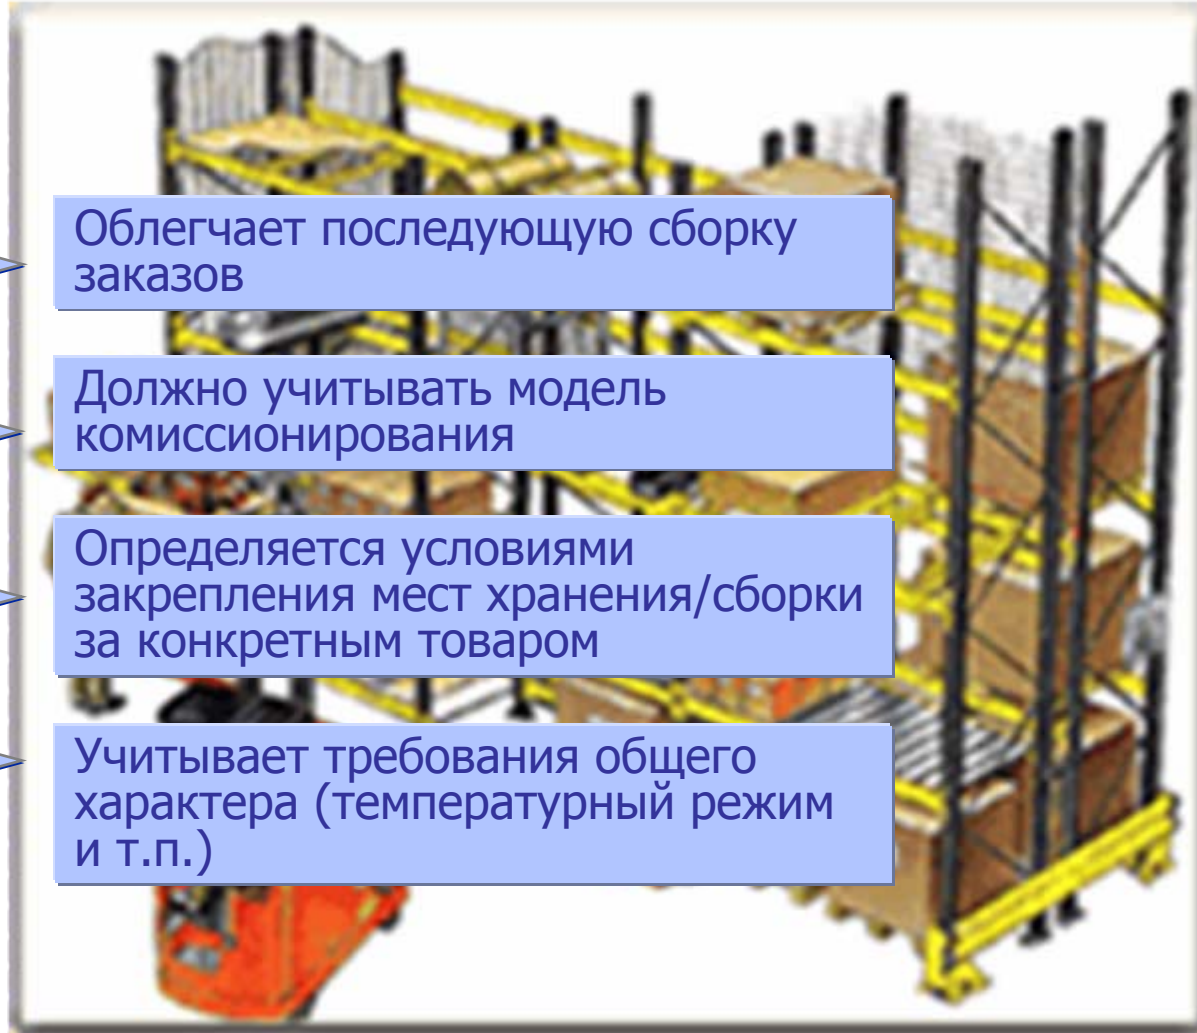 Облегчает последующую сборку
заказов
Должно учитывать модель
комиссионирования
Определяется условиями
закрепления мест хранения/сборки
за конкретным товаром
Учитывает требования общего
характера (температурный режим
и т.п.)